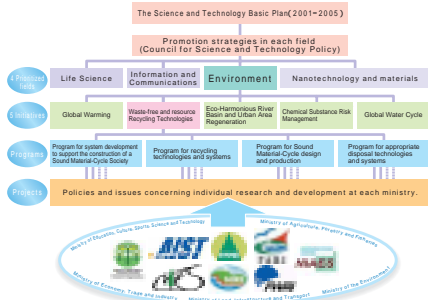 The Science and Technology Basic Plan(2001~2005)
Promotion strategies in each field
(Council for Science and Technology Policy)
4 Prioritized
fields
Life Science
Information and
Communications
Environment
Nanotechnology and materials
5 Initiatives
Global Warming
Waste-free and resource
Recycling Technologies
Eco-Harmonious River
Basin and Urban Area
Regeneration
Chemical Substance Risk
Management
Global Water Cycle
Programs
Program for system development
to support the construction of a
Sound Material-Cycle Society
Program for recycling
technologies and systems
Program for Sound
Material-Cycle design
and production
Program for appropriate
disposal technologies
and systems
Projects
Policies and issues concerning individual research and development at each ministry.
Ministry of Education, Culture, Sports, Science and Technology
Ministry of Agriculture, Forestry and Fisheries
AIST
Ministry of Economy, Trade and Industry
Infrastructure and Transport
Ministry of the Environment